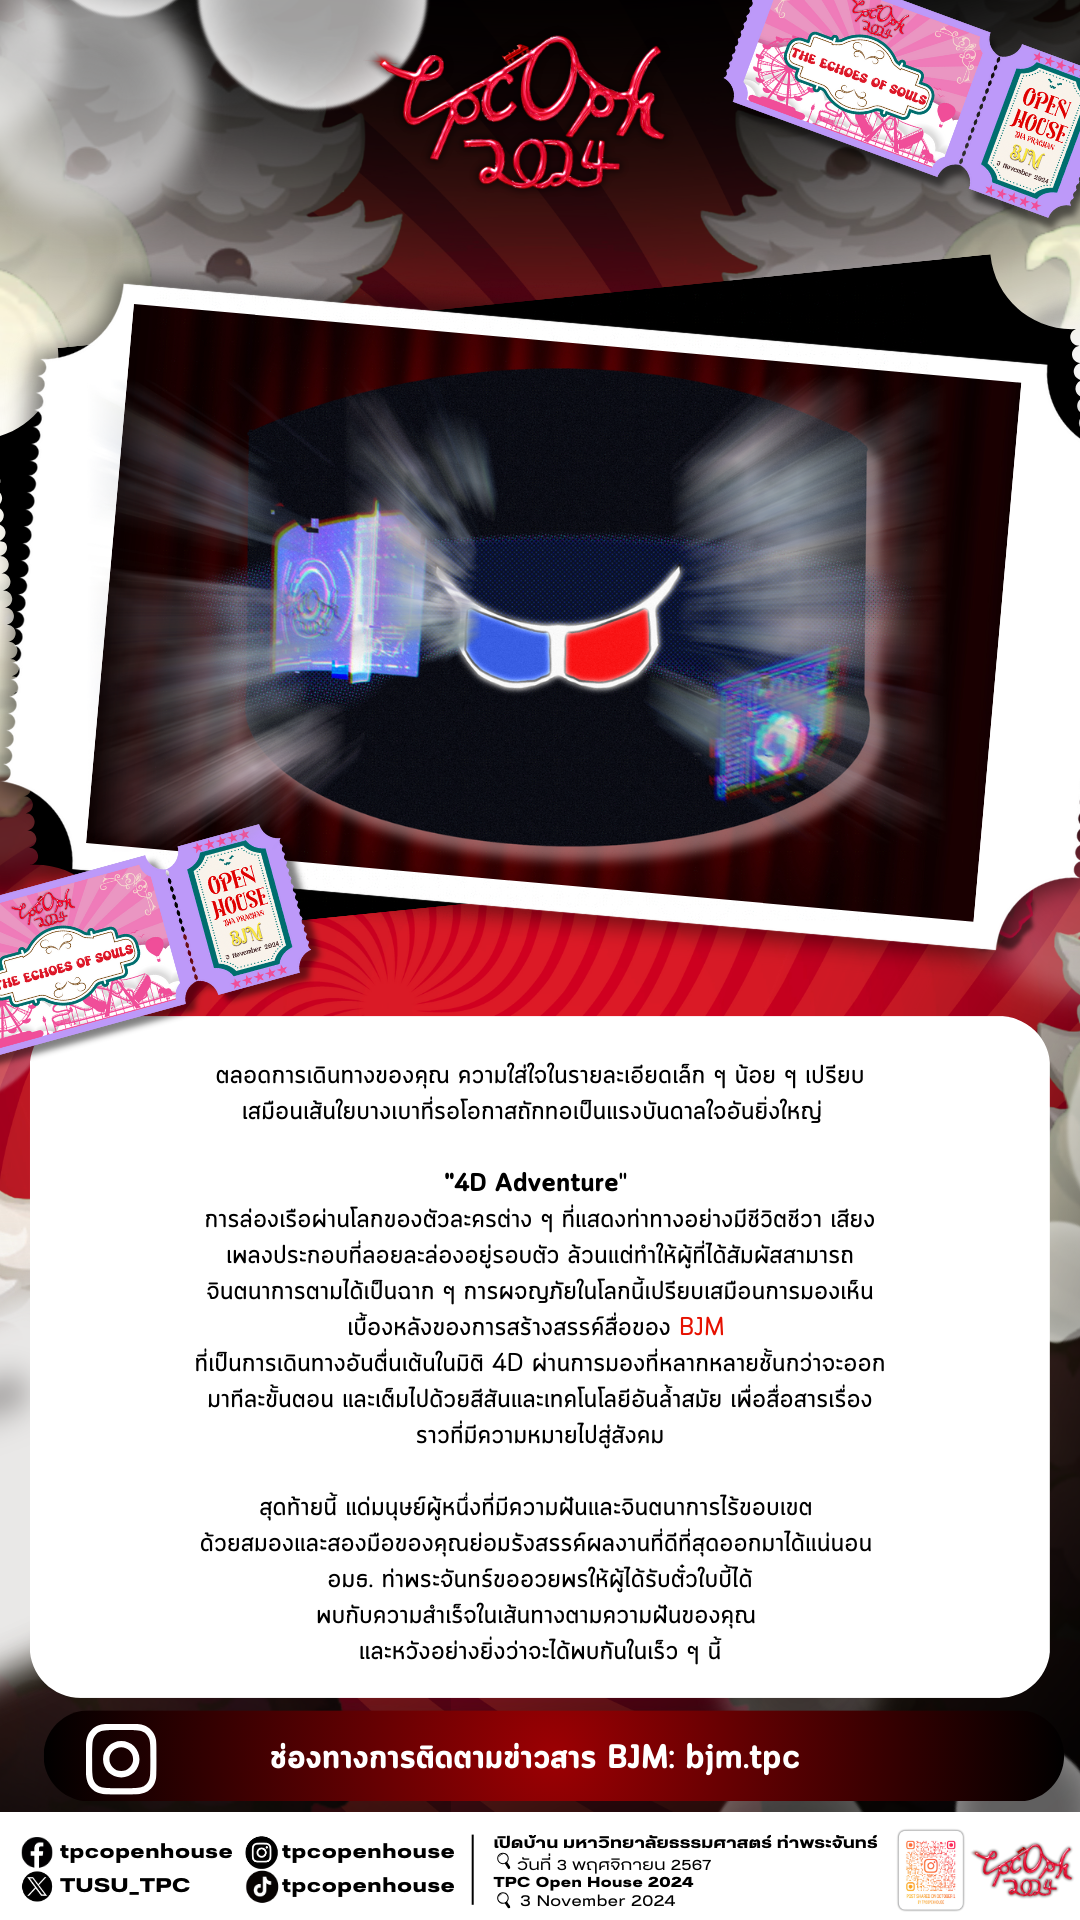 TpcOph
2024
TpcOph
2024
THE ECHOES OF SOULS
OPEN
HOUSE
THA PRACHAN
BJM
3 November 2024
TpcOph
2024
THE ECHOES OF SOULS
OPEN
HOUSE
THA PRACHAN
BJM
3 November 2024
ตลอดการเดินทางของคุณ ความใส่ใจในรายละเอียดเล็ก ๆ น้อย ๆ เปรียบ
เสมือนเส้นใยบางเบาที่รอโอกาสถักทอเป็นแรงบันดาลใจอันยิ่งใหญ่
"4D Adventure"
การล่องเรือผ่านโลกของตัวละครต่าง ๆ ที่แสดงท่าทางอย่างมีชีวิตชีวา เสียง
เพลงประกอบที่ลอยละล่องอยู่รอบตัว ล้วนแต่ทำให้ผู้ที่ได้สัมผัสสามารถ
จินตนาการตามได้เป็นฉาก ๆ การผจญภัยในโลกนี้เปรียบเสมือนการมองเห็น
เบื้องหลังของการสร้างสรรค์สื่อของ BJM
ที่เป็นการเดินทางอันตื่นเต้นในมิติ 4D ผ่านการมองที่หลากหลายชั้นกว่าจะออก
มาทีละขั้นตอน และเต็มไปด้วยสีสันและเทคโนโลยีอันล้ำสมัย เพื่อสื่อสารเรื่อง
ราวที่มีความหมายไปสู่สังคม
สุดท้ายนี้ แด่มนุษย์ผู้หนึ่งที่มีความฝันและจินตนาการไร้ขอบเขต
ด้วยสมองและสองมือของคุณย่อมรังสรรค์ผลงานที่ดีที่สุดออกมาได้แน่นอน
อมธ. ท่าพระจันทร์ขออวยพรให้ผู้ได้รับตั๋วใบบี้ได้
พบกับความสำเร็จในเส้นทางตามความฝันของคุณ
และหวังอย่างยิ่งว่าจะได้พบกันในเร็ว ๆ นี้
ช่องทางการติดตามข่าวสาร BJM: bjm.tpc
tpcopenhouse
tpcopenhouse
TUSU_TPC
tpcopenhouse
เปิดบ้าน มหาวิทยาลัยธรรมศาสตร์ ท่าพระจันทร์
วันที่ 3 พฤศจิกายน 2567
TPC Open House 2024
3 November 2024
TpcOph
2024